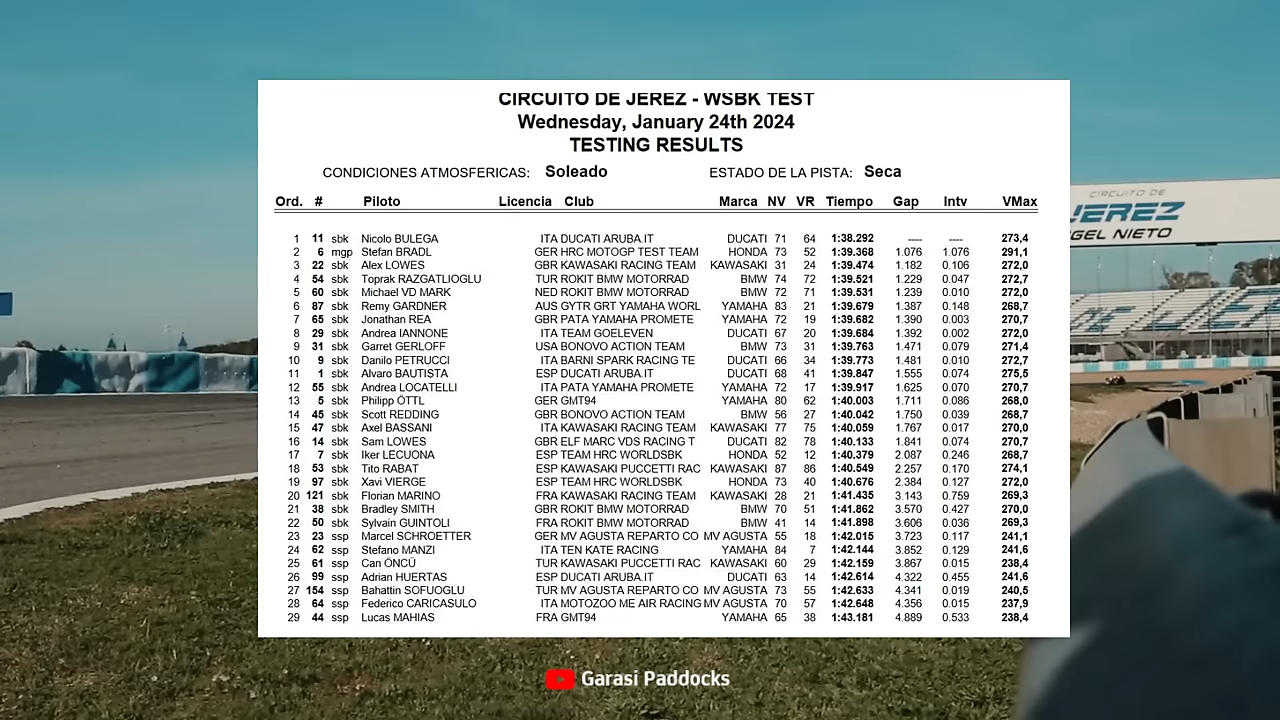 CIRCUITO DE JEREZ - WSBK TEST
Wednesday, January 24th 2024
TESTING RESULTS
CONDICIONES ATMOSFERICAS: Soleado ESTADO DE LA PISTA: Seca
Ord. # Piloto Licencia Club Marca NV VR Tiempo Gap Intv VMax
1 11 sbk Nicolo BULEGA ITA DUCATI ARUBA.IT DUCATI 71 64 1:38.292 ---- ---- 273,4
2 6 mgp Stefan BRADL GER HRC MOTOGP TEST TEAM HONDA 73 52 1:39.368 1.076 1.076 291,1
3 22 sbk Alex LOWES GBR KAWASAKI RACING TEAM KAWASAKI 31 24 1:39.474 1.182 0.106 272,0
4 54 sbk Toprak RAZGATLIOGLU TUR ROKIT BMW MOTORRAD BMW 74 72 1:39.521 1.229 0.047 272,7
5 60 sbk Michael VD MARK NED ROKIT BMW MOTORRAD BMW 72 71 1:39.531 1.239 0.010 272,0
6 87 sbk Remy GARDNER AUS GYTR GRT YAMAHA WORL YAMAHA 83 21 1:39.679 1.387 0.148 268,7
7 65 sbk Jonathan REA GBR PATA YAMAHA PROMETE YAMAHA 72 19 1:39.682 1.390 0.003 270,7
8 29 sbk Andrea IANNONE ITA TEAM GOELEVEN DUCATI 67 20 1:39.684 1.392 0.002 272,0
9 31 sbk Garret GERLOFF USA BONOVO ACTION TEAM BMW 73 31 1:39.763 1.471 0.079 271,4
10 9 sbk Danilo PETRUCCI ITA BARNI SPARK RACING TE DUCATI 66 34 1:39.773 1.481 0.010 272,7
11 1 sbk Alvaro BAUTISTA ESP DUCATI ARUBA.IT DUCATI 68 41 1:39.847 1.555 0.074 275,5
12 55 sbk Andrea LOCATELLI ITA PATA YAMAHA PROMETE YAMAHA 72 17 1:39.917 1.625 0.070 270,7
13 5 sbk Philipp ÖTTL GER GMT94 YAMAHA 80 62 1:40.003 1.711 0.086 268,0
14 45 sbk Scott REDDING GBR BONOVO ACTION TEAM BMW 56 27 1:40.042 1.750 0.039 268,7
15 47 sbk Axel BASSANI ITA KAWASAKI RACING TEAM KAWASAKI 77 75 1:40.059 1.767 0.017 270,0
16 14 sbk Sam LOWES GBR ELF MARC VDS RACING T DUCATI 82 78 1:40.133 1.841 0.074 270,7
17 7 sbk Iker LECUONA ESP TEAM HRC WORLDSBK HONDA 52 12 1:40.379 2.087 0.246 268,7
18 53 sbk Tito RABAT ESP KAWASAKI PUCCETTI RAC KAWASAKI 87 86 1:40.549 2.257 0.170 274,1
19 97 sbk Xavi VIERGE ESP TEAM HRC WORLDSBK HONDA 73 40 1:40.676 2.384 0.127 272,0
20 121 sbk Florian MARINO FRA KAWASAKI RACING TEAM KAWASAKI 28 21 1:41.435 3.143 0.759 269,3
21 38 sbk Bradley SMITH GBR ROKIT BMW MOTORRAD BMW 70 51 1:41.862 3.570 0.427 270,0
22 50 sbk Sylvain GUINTOLI FRA ROKIT BMW MOTORRAD BMW 41 14 1:41.898 3.606 0.036 269,3
23 23 ssp Marcel SCHROETTER GER MV AGUSTA REPARTO CO MV AGUSTA 55 18 1:42.015 3.723 0.117 241,1
24 62 ssp Stefano MANZI ITA TEN KATE RACING YAMAHA 84 7 1:42.144 3.852 0.129 241,6
25 61 ssp Can ÖNCÜ TUR KAWASAKI PUCCETTI RAC KAWASAKI 60 29 1:42.159 3.867 0.015 238,4
26 99 ssp Adrian HUERTAS ESP DUCATI ARUBA.IT DUCATI 63 14 1:42.614 4.322 0.455 241,6
27 154 ssp Bahattin SOFUOGLU TUR MV AGUSTA REPARTO CO MV AGUSTA 73 55 1:42.633 4.341 0.019 240,5
28 64 ssp Federico CARICASULO ITA MOTOZOO ME AIR RACING MV AGUSTA 70 57 1:42.648 4.356 0.015 237,9
29 44 ssp Lucas MAHIAS FRA GMT94 YAMAHA 65 38 1:43.181 4.889 0.533 238,4
CIRCUITO DE
JEREZ
GEL NIETO
Garasi Paddocks